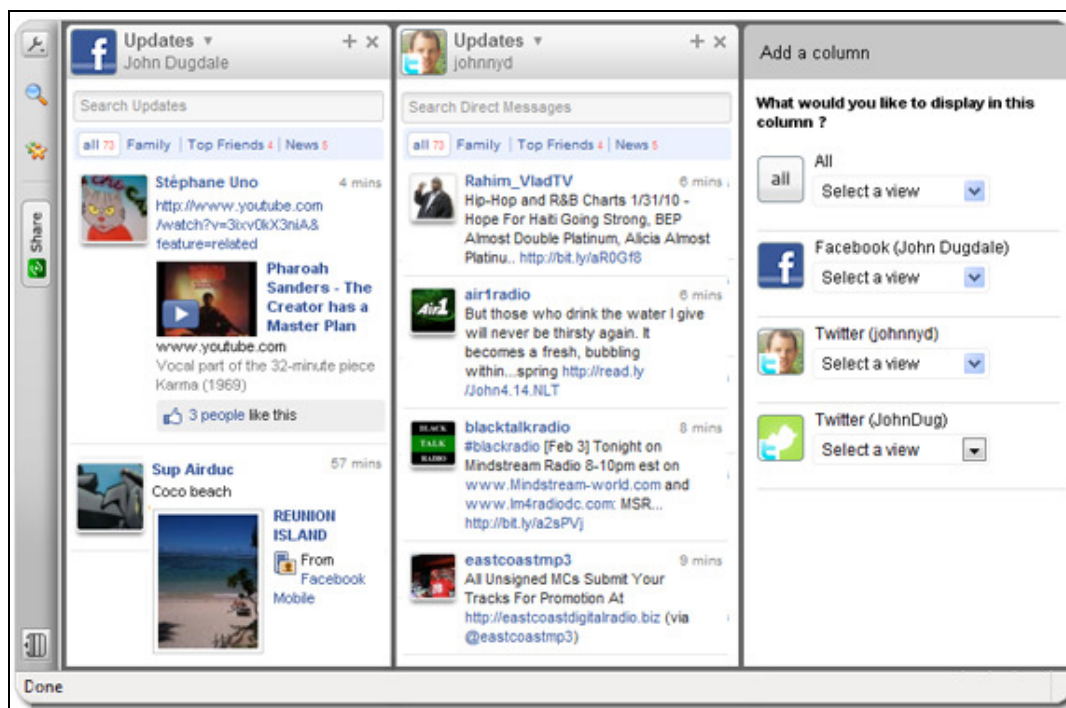 Share
Updates ▼
John Dugdale
Search Updates
all 73 Family | Top Friends 4 | News 5
Stéphane Uno 4 mins
http://www.youtube.com
/watch?v=3ixv0kX3niA&
feature=related
Pharoah
Sanders - The
Creator has a
Master Plan
www.youtube.com
Vocal part of the 32-minute piece
Karma (1969)
3 people like this
Sup Airduc 57 mins
Coco beach
REUNION
ISLAND
From
Facebook
Mobile
Updates ▼
johnnyd
Search Direct Messages
all 73 Family | Top Friends 4 | News 5
Rahim_VladTV 6 mins
Hip-Hop and R&B Charts 1/31/10 -
Hope For Haiti Going Strong, BEP
Almost Double Platinum, Alicia Almost
Platinu.. http://bit.ly/aR0Gf8
Air1
air1radio 6 mins
But those who drink the water I give
will never be thirsty again. It
becomes a fresh, bubbling
within...spring http://read.ly
/John4.14.NLT
BLACK
TALK
RADIO
blacktalkradio 8 mins
#blackradio [Feb 3] Tonight on
Mindstream Radio 8-10pm est on
www.Mindstream-world.com and
www.lm4radiodc.com: MSR...
http://bit.ly/a2sPVj
eastcoastmp3 9 mins
All Unsigned MCs Submit Your
Tracks For Promotion At
http://eastcoastdigitalradio.biz (via
@eastcoastmp3)
Add a column
What would you like to display in this
column ?
all
All
Select a view
Facebook (John Dugdale)
Select a view
Twitter (johnnyd)
Select a view
Twitter (JohnDug)
Select a view
Done